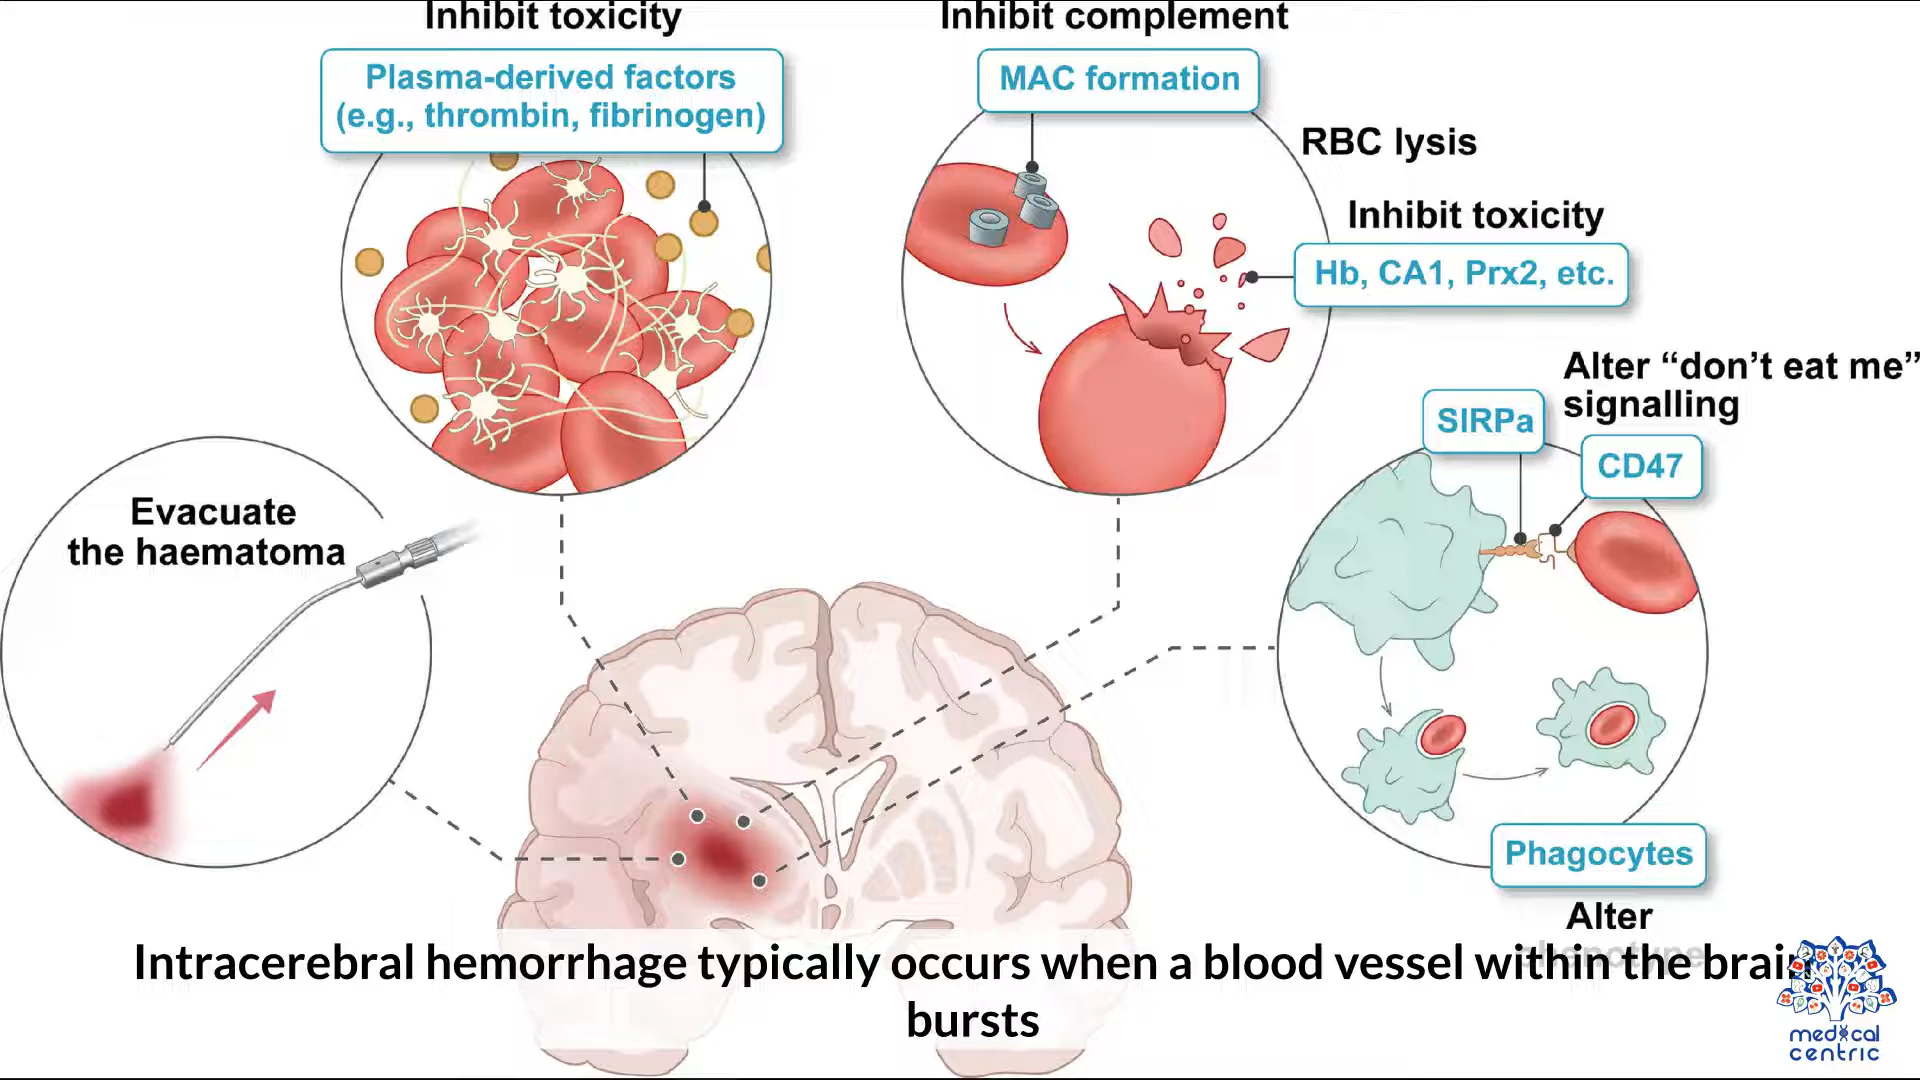 Inhibit toxicity
Plasma-derived factors
(e.g., thrombin, fibrinogen)
Inhibit complement
MAC formation
RBC lysis
Inhibit toxicity
Hb, CA1, Prx2, etc.
Alter “don’t eat me”
signalling
SIRPa
CD47
Evacuate
the haematoma
Phagocytes
Alter
phenotype
Intracerebral hemorrhage typically occurs when a blood vessel within the brain
bursts
medical
centric